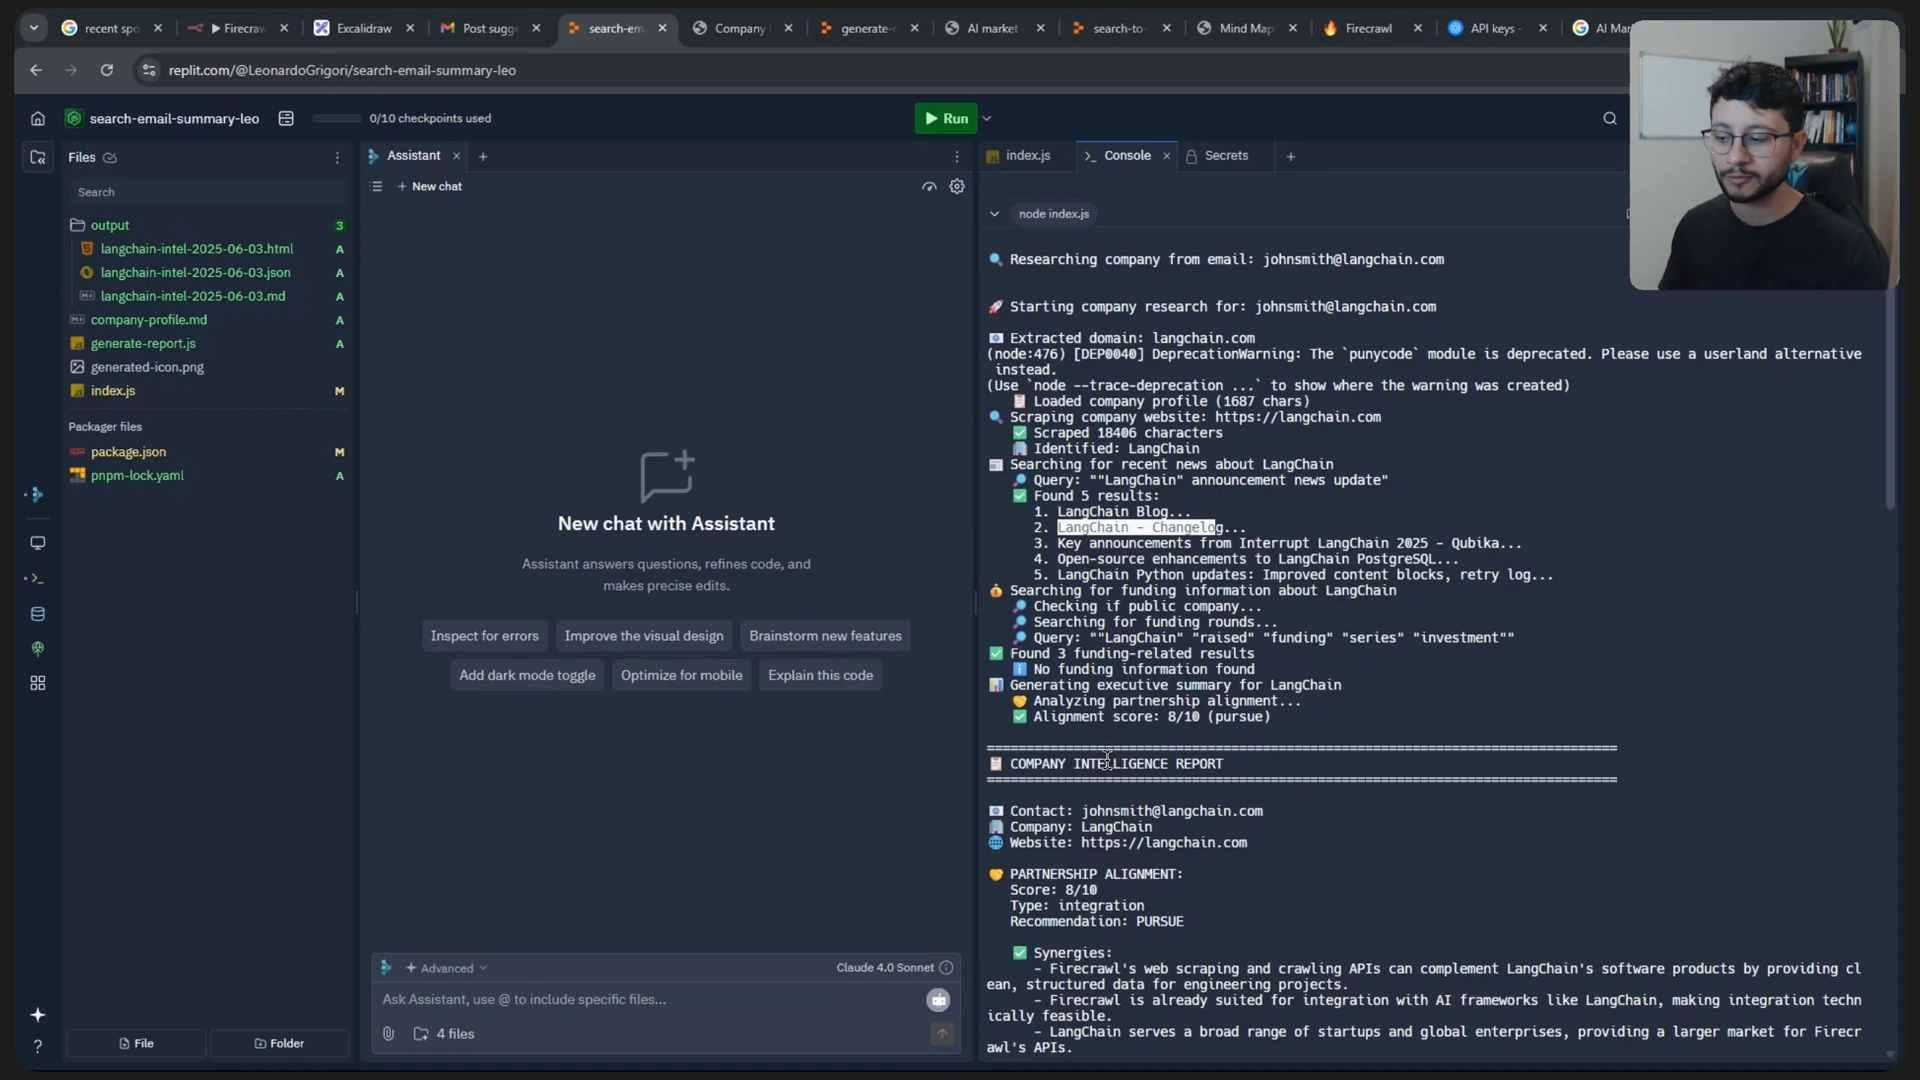 recent spo
Firecraw
Excalidraw
Post sugg
search-em
Company
generate-
AI market
search-to-
Mind Map
Firecrawl
API keys -
AI Mar
replit.com/@LeonardoGrigori/search-email-summary-leo
search-email-summary-leo
0/10 checkpoints used
Run
Files
Search
output
3
langchain-intel-2025-06-03.html A
langchain-intel-2025-06-03.json A
langchain-intel-2025-06-03.md A
company-profile.md A
generate-report.js A
generated-icon.png
index.js M
Packager files
package.json M
pnpm-lock.yaml A
File
Folder
Assistant
New chat
New chat with Assistant
Assistant answers questions, refines code, and
makes precise edits.
Inspect for errors
Improve the visual design
Brainstorm new features
Add dark mode toggle
Optimize for mobile
Explain this code
Advanced
Claude 4.0 Sonnet
Ask Assistant, use @ to include specific files...
4 files
index.js
Console
Secrets
node index.js
Researching company from email: johnsmith@langchain.com
Starting company research for: johnsmith@langchain.com
Extracted domain: langchain.com
(node:476) [DEP0040] DeprecationWarning: The `punycode` module is deprecated. Please use a userland alternative
instead.
(Use `node --trace-deprecation ...` to show where the warning was created)
Loaded company profile (1687 chars)
Scraping company website: https://langchain.com
Scraped 18406 characters
Identified: LangChain
Searching for recent news about LangChain
Query: ""LangChain" announcement news update"
Found 5 results:
1. LangChain Blog...
2. LangChain - Changelog...
3. Key announcements from Interrupt LangChain 2025 - Qubika...
4. Open-source enhancements to LangChain PostgreSQL...
5. LangChain Python updates: Improved content blocks, retry log...
Searching for funding information about LangChain
Checking if public company...
Searching for funding rounds...
Query: ""LangChain" "raised" "funding" "series" "investment""
Found 3 funding-related results
No funding information found
Generating executive summary for LangChain
Analyzing partnership alignment...
Alignment score: 8/10 (pursue)
================================================================================
COMPANY INTELLIGENCE REPORT
================================================================================
Contact: johnsmith@langchain.com
Company: LangChain
Website: https://langchain.com
PARTNERSHIP ALIGNMENT:
Score: 8/10
Type: integration
Recommendation: PURSUE
Synergies:
- Firecrawl's web scraping and crawling APIs can complement LangChain's software products by providing cl
ean, structured data for engineering projects.
- Firecrawl is already suited for integration with AI frameworks like LangChain, making integration techn
ically feasible.
- LangChain serves a broad range of startups and global enterprises, providing a larger market for Firecr
awl's APIs.